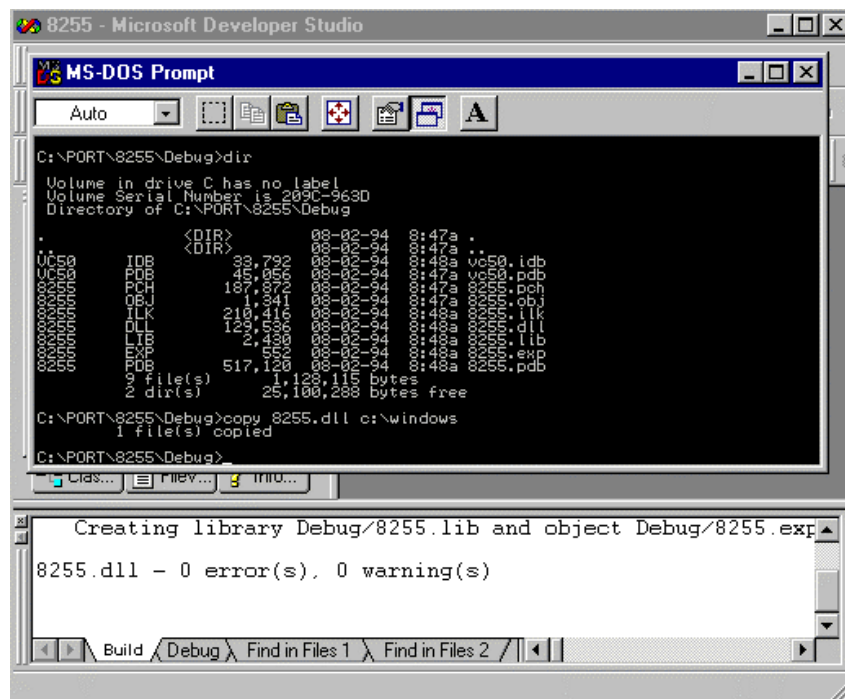 8255 - Microsoft Developer Studio
MS-DOS Prompt
Auto
A
C:\PORT\8255\Debug>dir
Volume in drive C has no label
Volume Serial Number is 209C-963D
Directory of C:\PORT\8255\Debug
. <DIR> 08-02-94 8:47a .
.. <DIR> 08-02-94 8:47a ..
VC50 IDB 33,792 08-02-94 8:48a vc50.idb
VC50 PDB 45,056 08-02-94 8:47a vc50.pdb
8255 PCH 187,872 08-02-94 8:47a 8255.pch
8255 OBJ 1,341 08-02-94 8:47a 8255.obj
8255 ILK 210,416 08-02-94 8:48a 8255.ilk
8255 DLL 129,536 08-02-94 8:48a 8255.dll
8255 LIB 2,430 08-02-94 8:48a 8255.lib
8255 EXP 552 08-02-94 8:48a 8255.exp
8255 PDB 517,120 08-02-94 8:48a 8255.pdb
9 file(s) 1,128,115 bytes
2 dir(s) 25,100,288 bytes free
C:\PORT\8255\Debug>copy 8255.dll c:\windows
1 file(s) copied
C:\PORT\8255\Debug>_
Clas... FileV... Info...
Creating library Debug/8255.lib and object Debug/8255.exp
8255.dll - 0 error(s), 0 warning(s)
Build Debug Find in Files 1 Find in Files 2